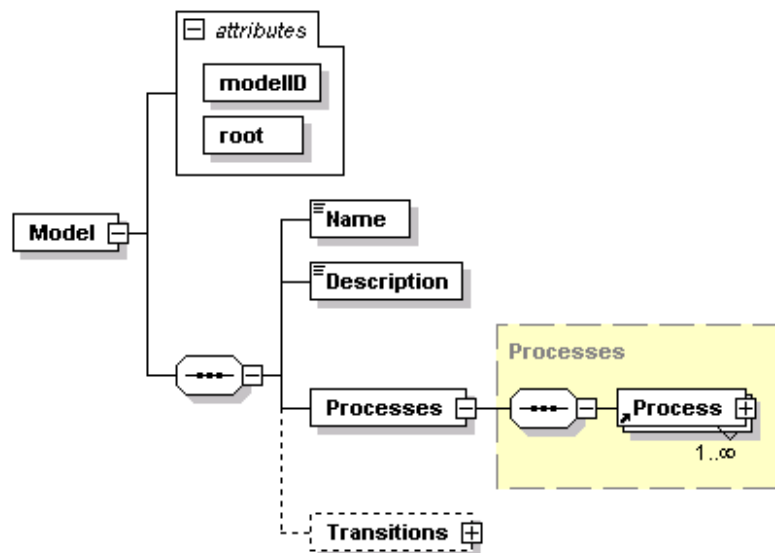 attributes
modelID
root
Model
Name
Description
Processes
Processes
Process
1..∞
Transitions